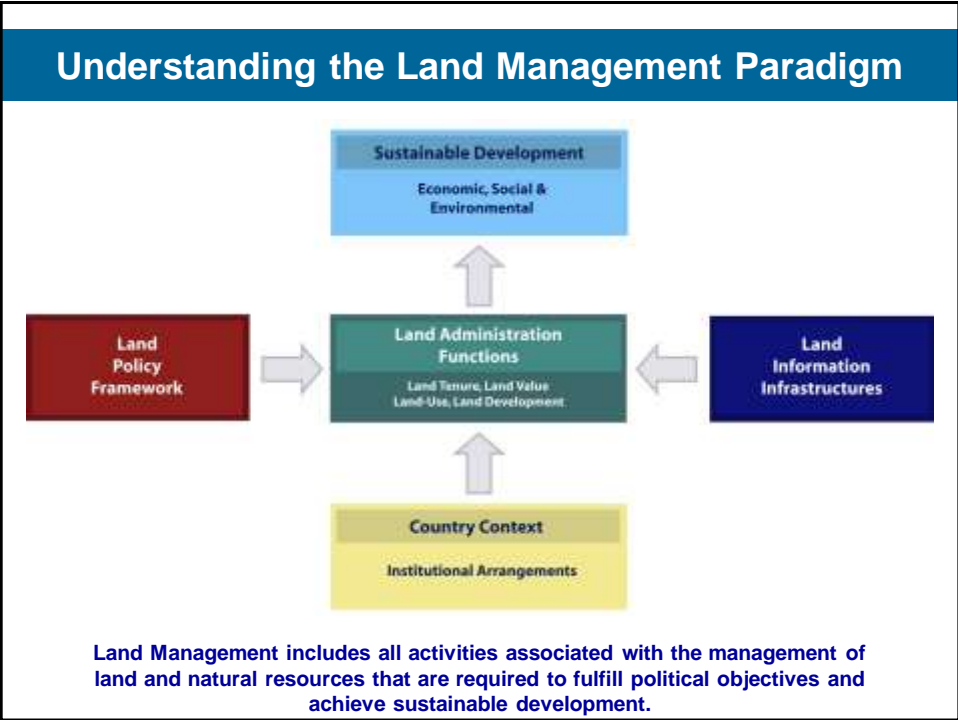 Understanding the Land Management Paradigm
Sustainable Development
Economic, Social &
Environmental
Land
Policy
Framework
Land Administration
Functions
Land Tenure, Land Value
Land-Use, Land Development
Land
Information
Infrastructures
Country Context
Institutional Arrangements
Land Management includes all activities associated with the management of
land and natural resources that are required to fulfill political objectives and
achieve sustainable development.